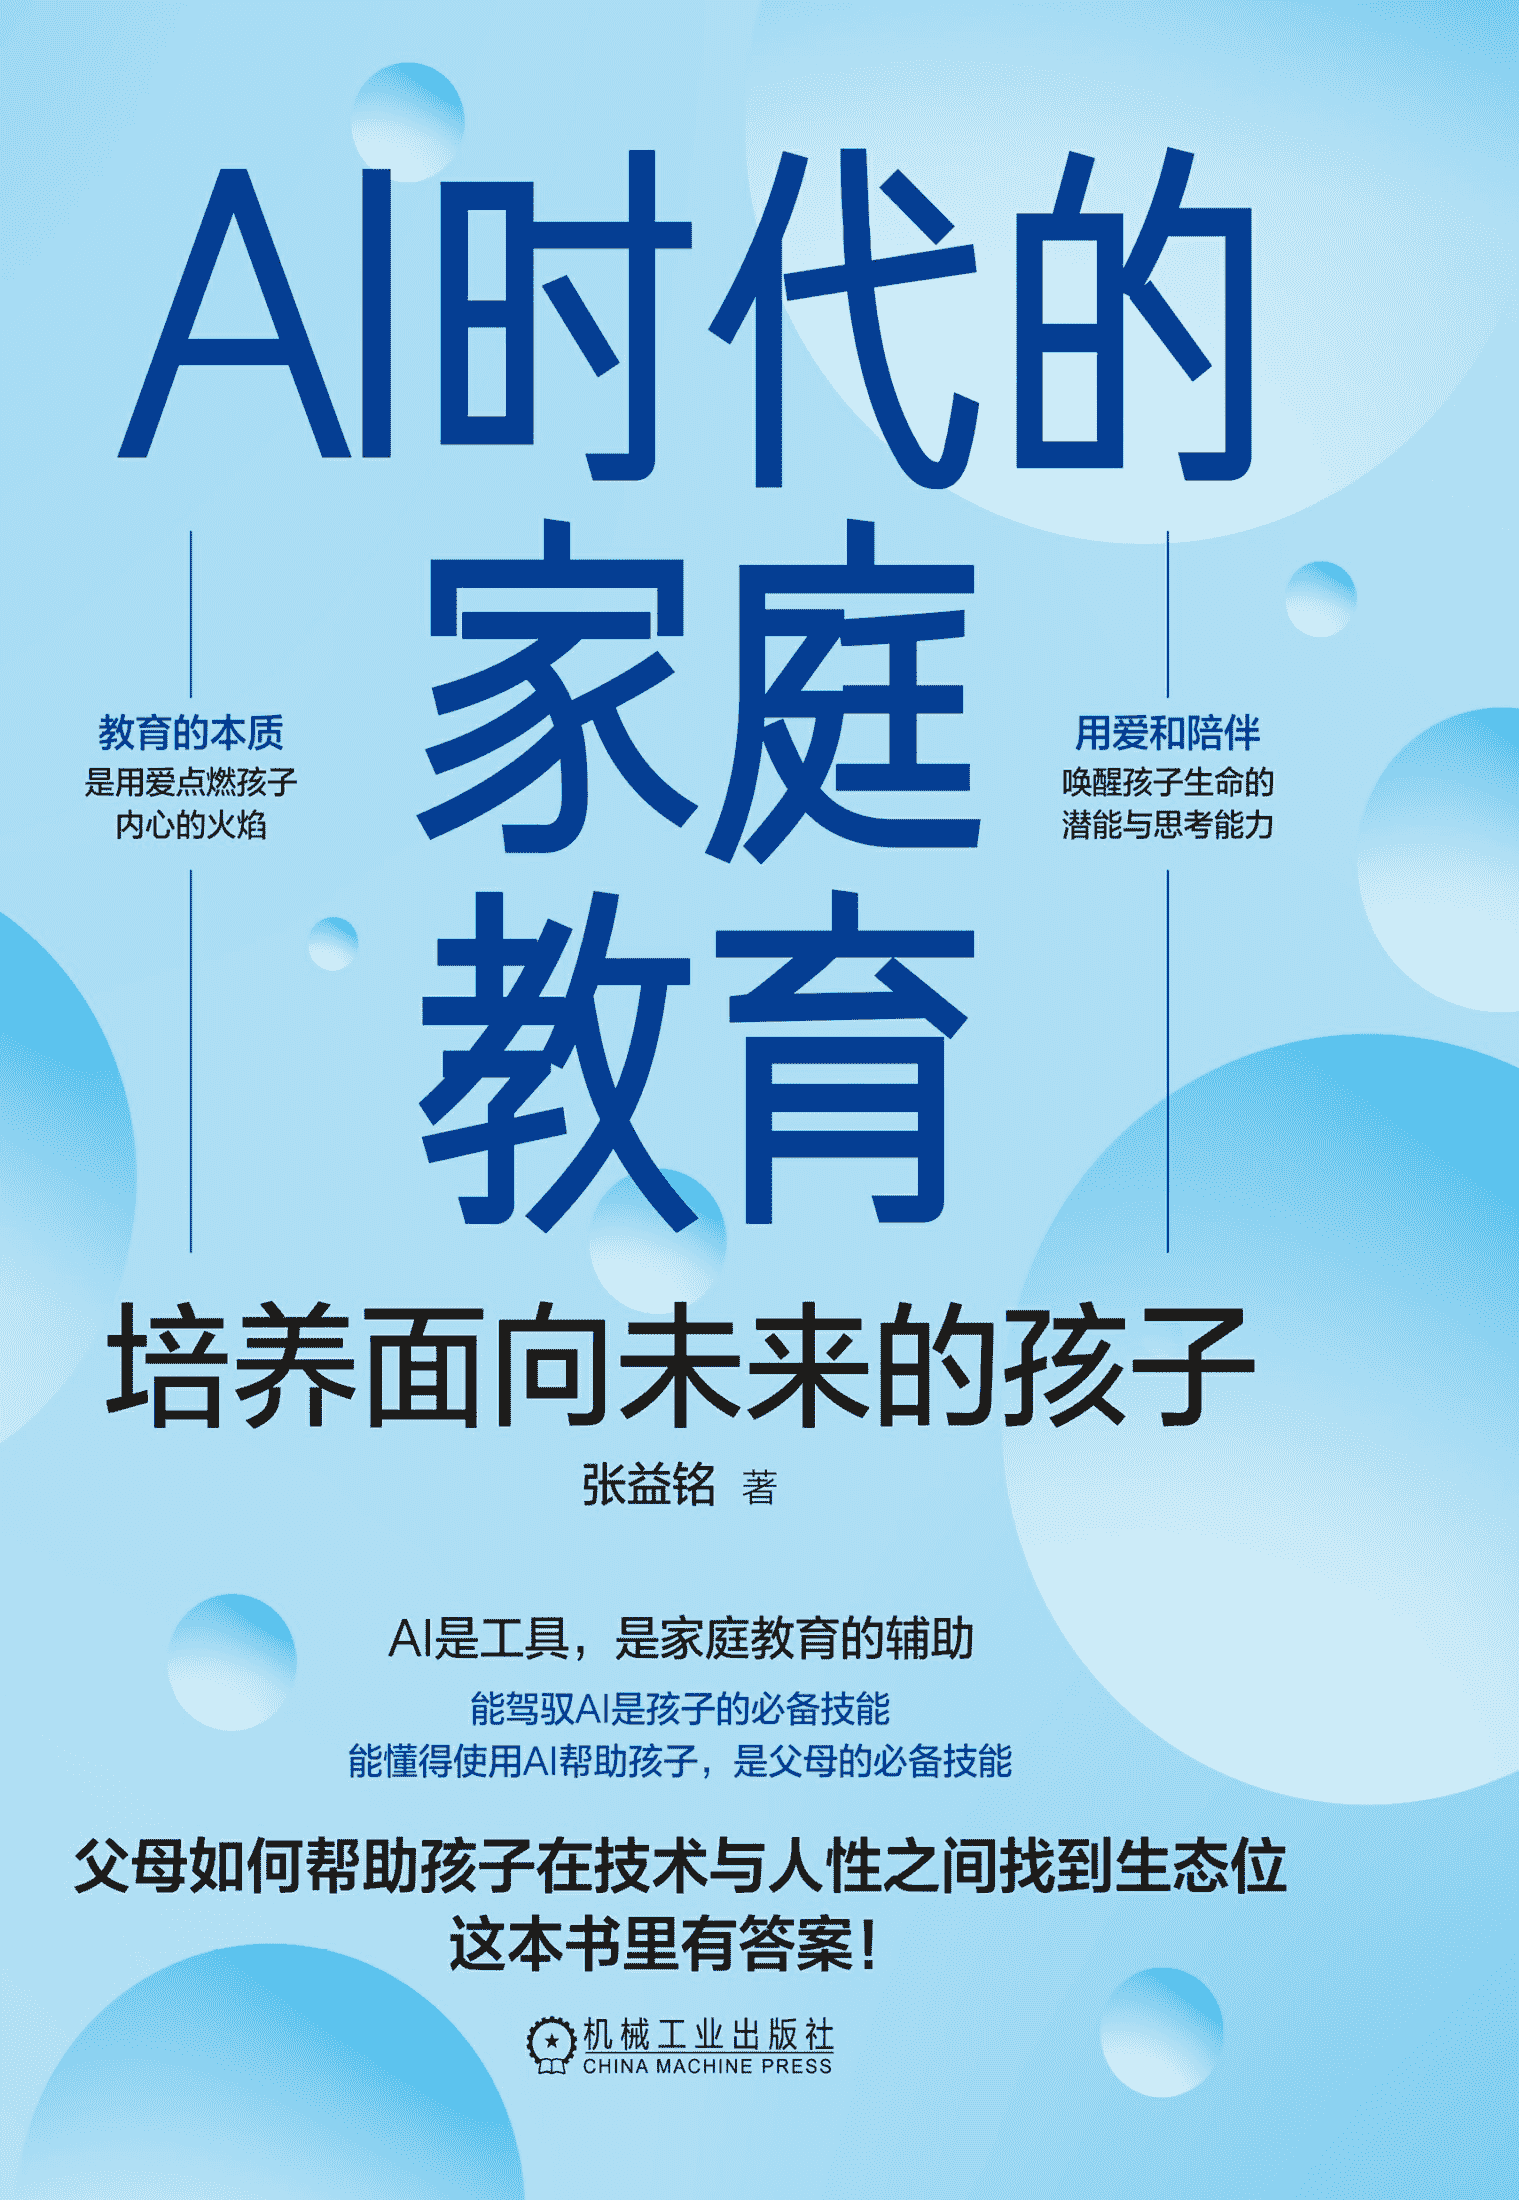 AI时代的
家庭
教育
教育的本质
是用爱点燃孩子
内心的火焰
用爱和陪伴
唤醒孩子生命的
潜能与思考能力
培养面向未来的孩子
张益铭 著
AI是工具，是家庭教育的辅助
能驾驭AI是孩子的必备技能
能懂得使用AI帮助孩子，是父母的必备技能
父母如何帮助孩子在技术与人性之间找到生态位
这本书里有答案！
机械工业出版社
CHINA MACHINE PRESS